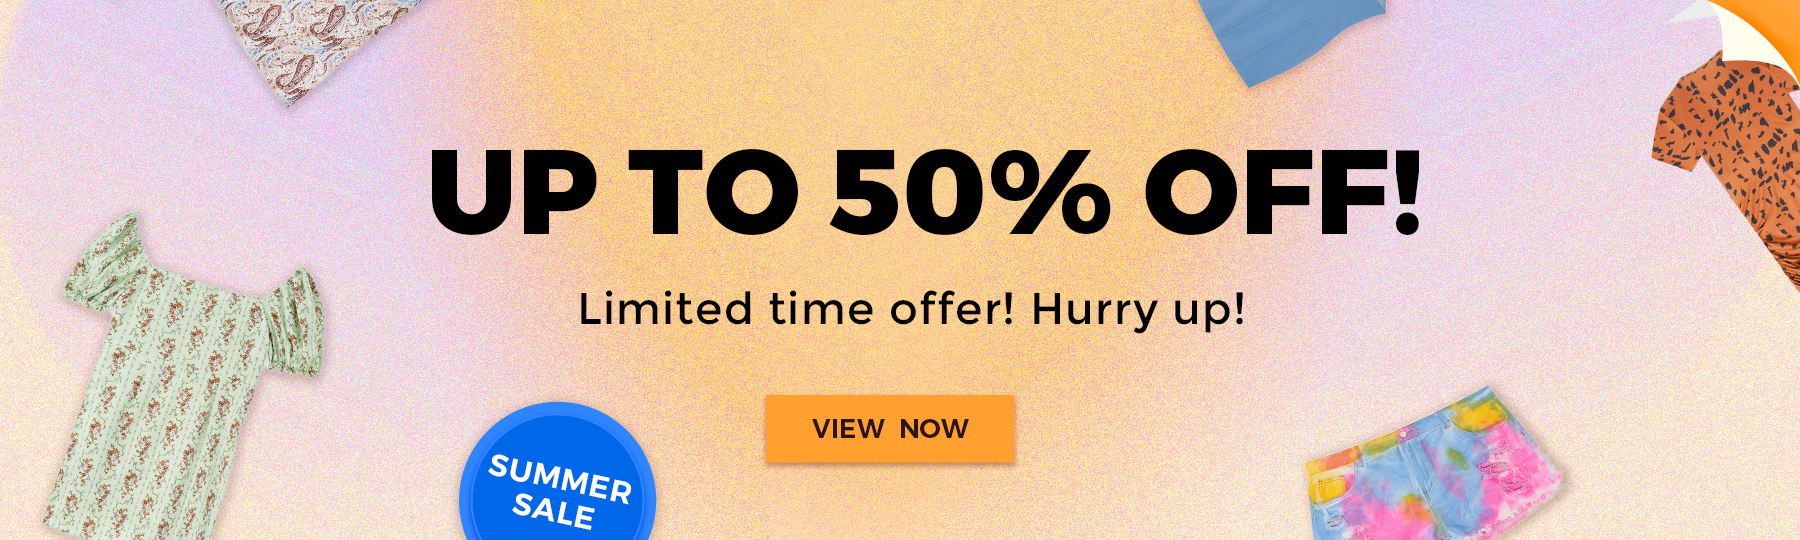 UP TO 50% OFF!
Limited time offer! Hurry up!
VIEW NOW
SUMMER
SALE